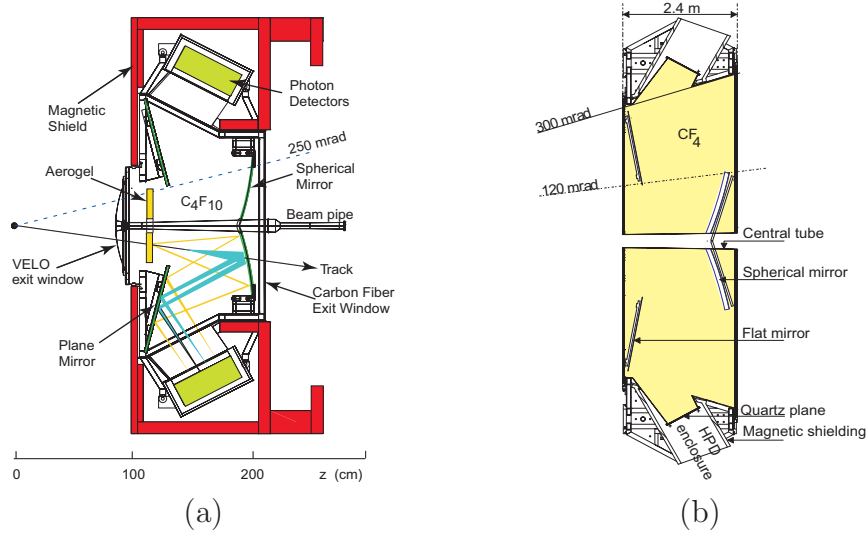 Magnetic
Shield
Photon
Detectors
Aerogel
250 mrad
C4F10
Spherical
Mirror
Beam pipe
VELO
exit window
Track
Carbon Fiber
Exit Window
Plane
Mirror
0 100 200 z (cm)
(a)
2.4 m
300 mrad
CF4
120 mrad
Central tube
Spherical mirror
Flat mirror
Quartz plane
HPD
enclosure
Magnetic shielding
(b)